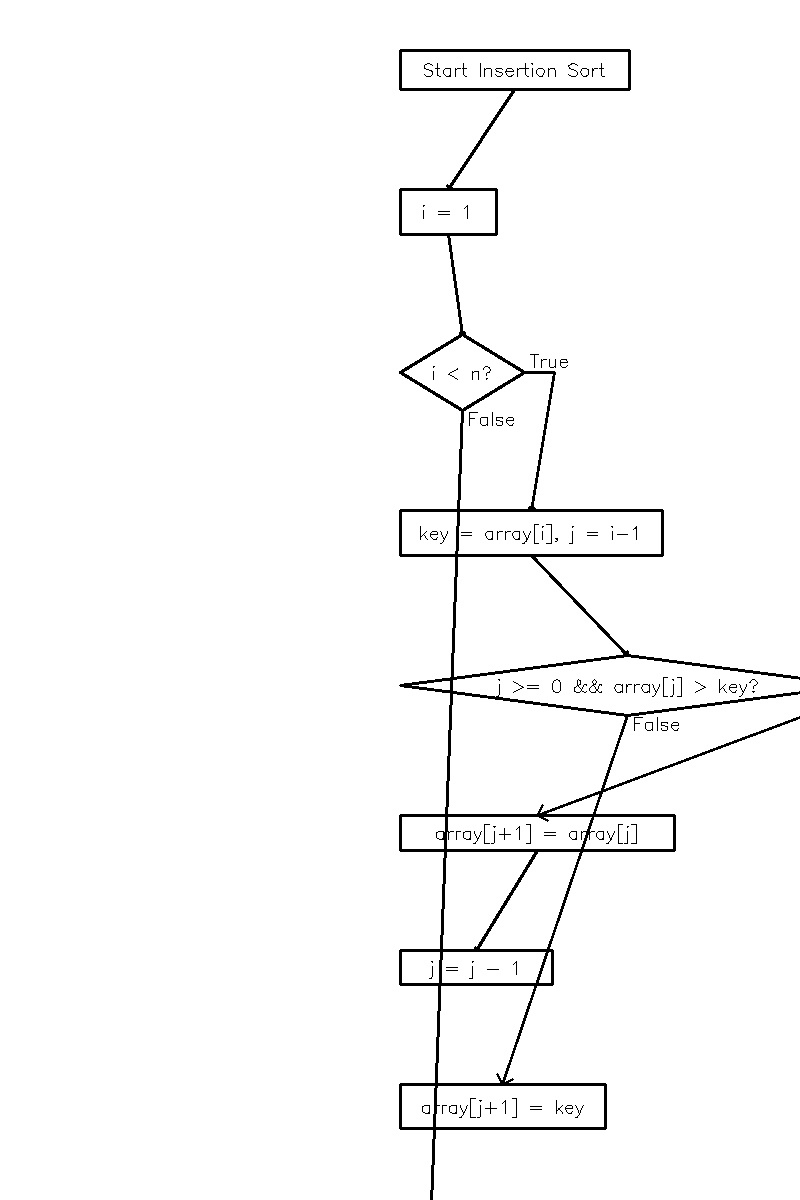 Start Insertion Sort
i = 1
i < n?
True
False
key = array[i], j = i-1
j >= 0 && array[j] > key?
False
array[j+1] = array[j]
j = j - 1
array[j+1] = key